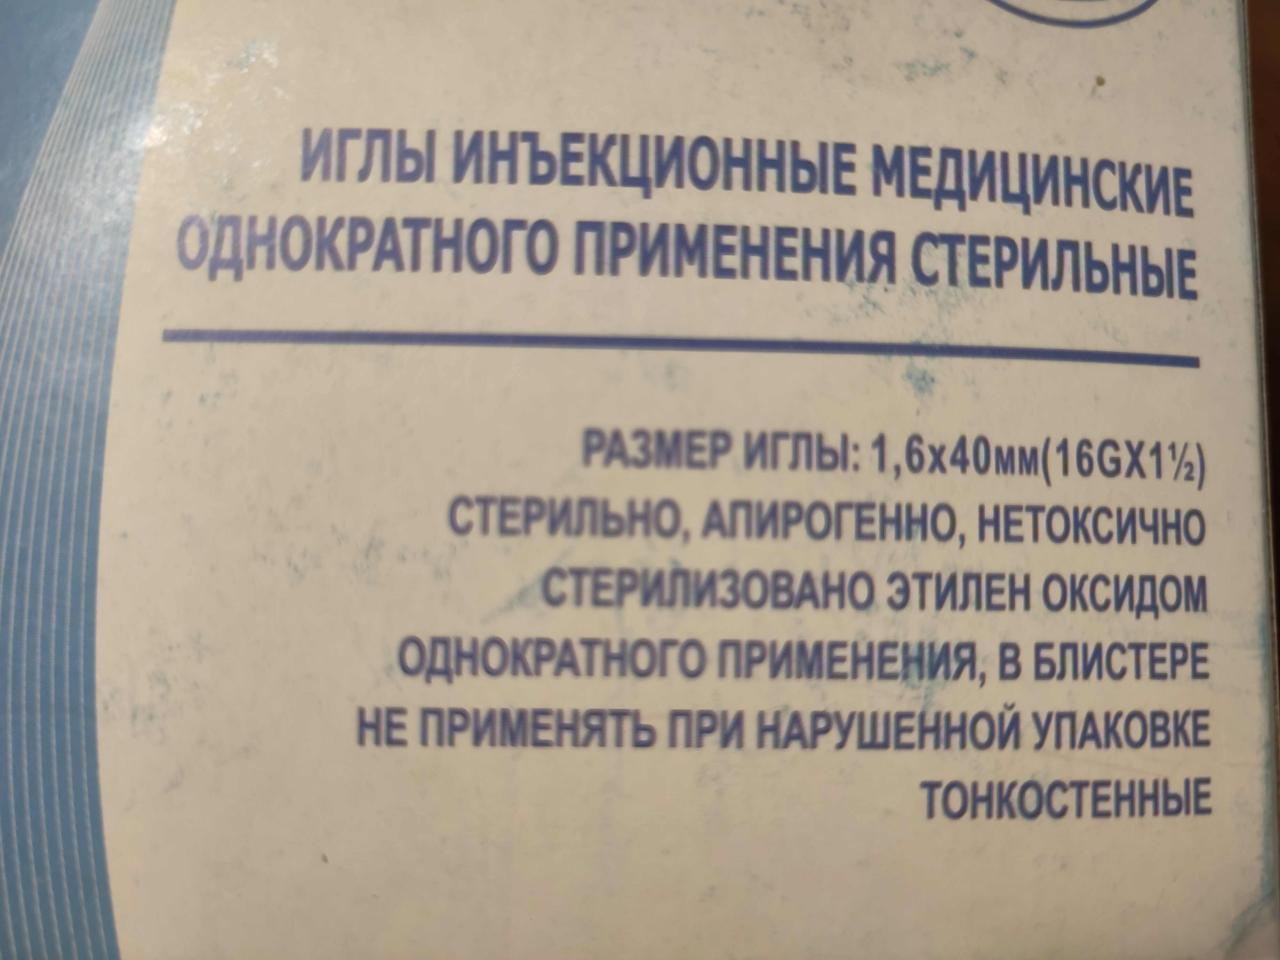 ИГЛЫ ИНЪЕКЦИОННЫЕ МЕДИЦИНСКИЕ
ОДНОКРАТНОГО ПРИМЕНЕНИЯ СТЕРИЛЬНЫЕ
РАЗМЕР ИГЛЫ: 1,6х40мм(16GX1½)
СТЕРИЛЬНО, АПИРОГЕННО, НЕТОКСИЧНО
СТЕРИЛИЗОВАНО ЭТИЛЕН ОКСИДОМ
ОДНОКРАТНОГО ПРИМЕНЕНИЯ, В БЛИСТЕРЕ
НЕ ПРИМЕНЯТЬ ПРИ НАРУШЕННОЙ УПАКОВКЕ
ТОНКОСТЕННЫЕ